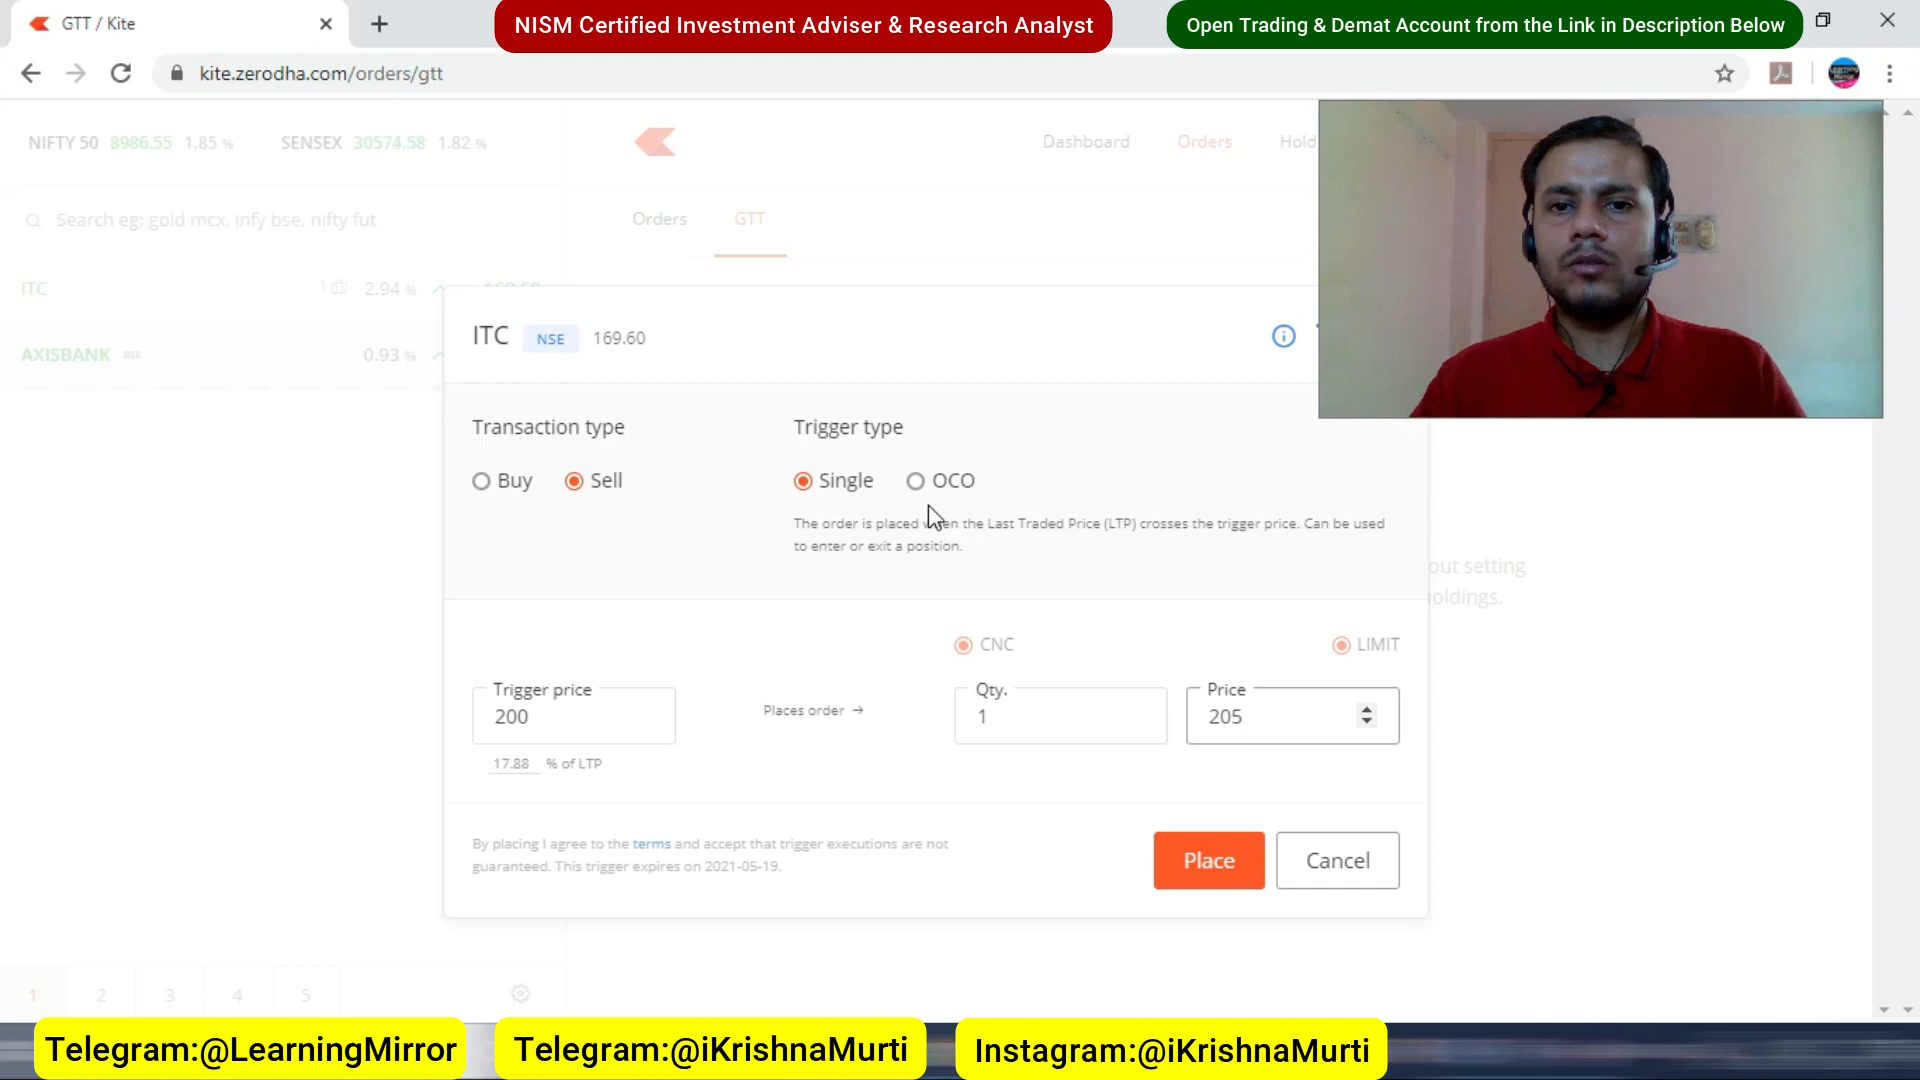 GTT / Kite
NISM Certified Investment Adviser & Research Analyst
Open Trading & Demat Account from the Link in Description Below
kite.zerodha.com/orders/gtt
NIFTY 50 8986.55 1.85 % SENSEX 30574.58 1.82 %
Dashboard Orders Hold
Search eg: gold mcx, infy bse, nifty fut
Orders GTT
ITC 1 2.94 %
AXISBANK BSE 0.93 %
ITC NSE 169.60
Transaction type
Buy Sell
Trigger type
Single OCO
The order is placed when the Last Traded Price (LTP) crosses the trigger price. Can be used
to enter or exit a position.
out setting
oldings.
CNC LIMIT
Trigger price
200
17.88 % of LTP
Places order →
Qty.
1
Price
205
By placing I agree to the terms and accept that trigger executions are not
guaranteed. This trigger expires on 2021-05-19.
Place Cancel
1 2 3 4 5
Telegram:@LearningMirror
Telegram:@iKrishnaMurti
Instagram:@iKrishnaMurti